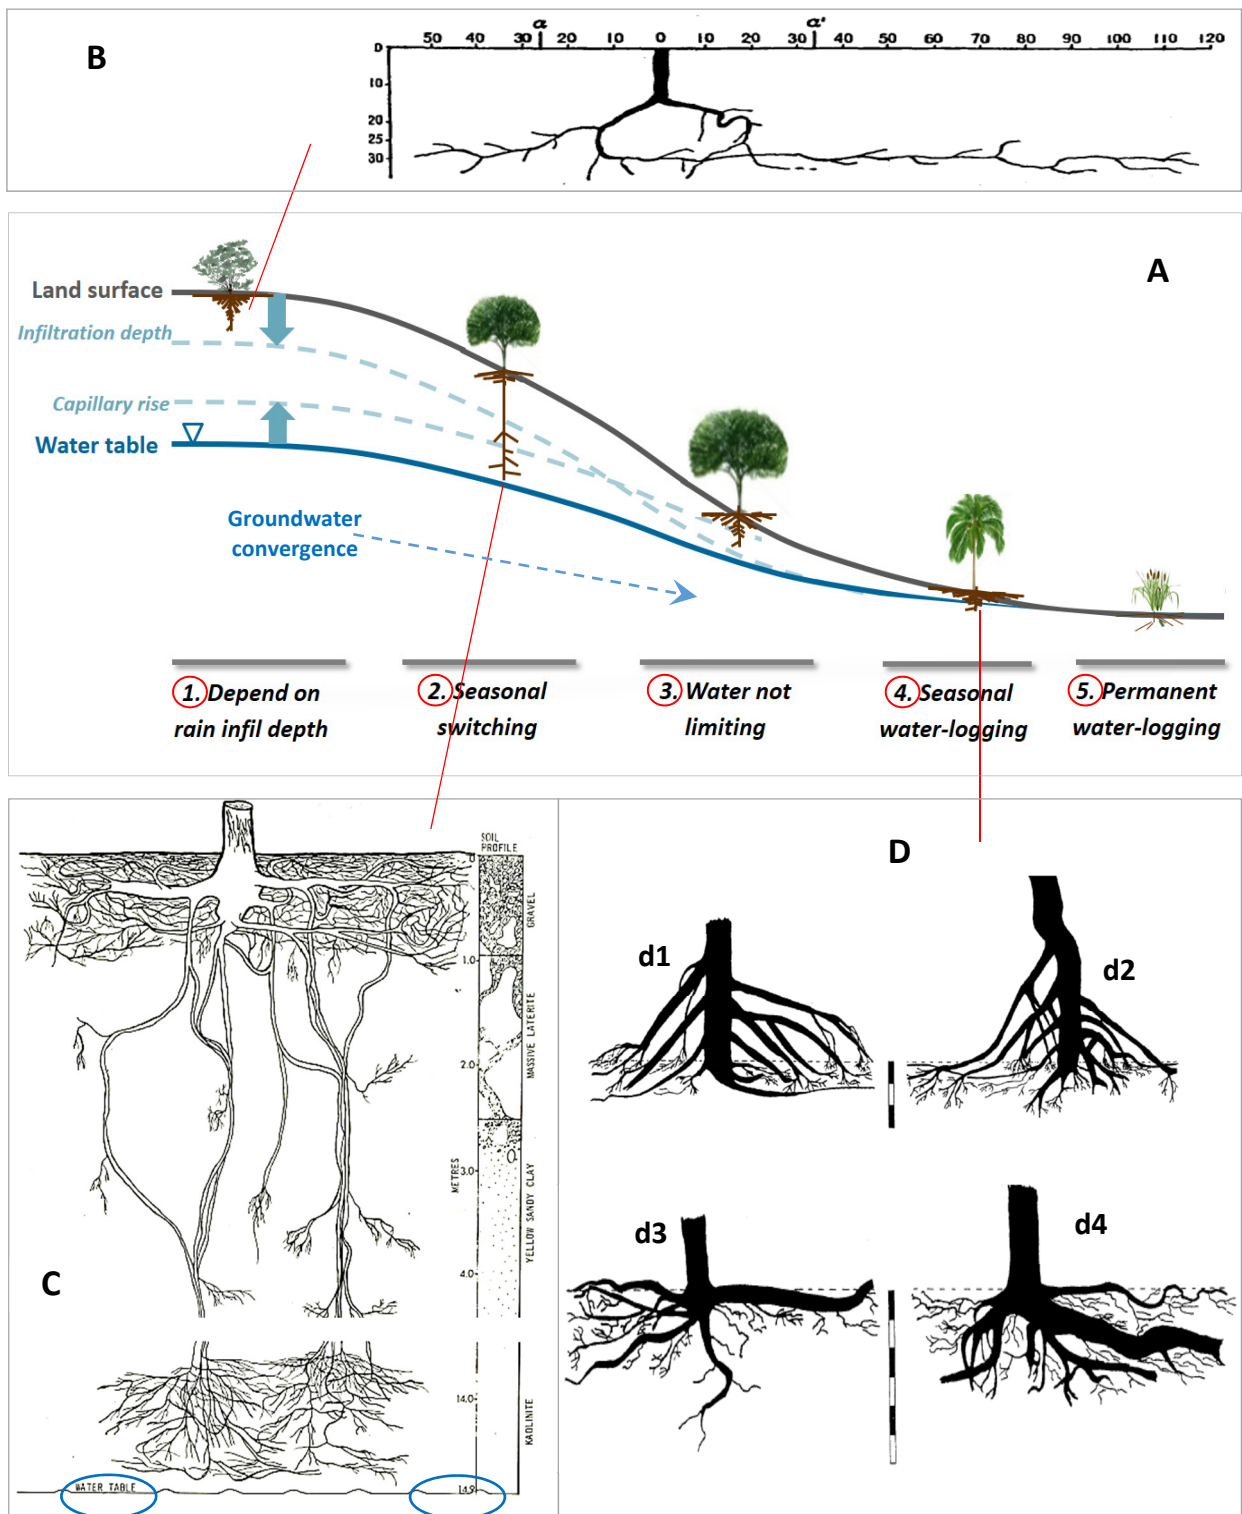 B
α α'
50 40 30 20 10 0 10 20 30 40 50 60 70 80 90 100 110 120
0
10
20
25
30
A
Land surface
Infiltration depth
Capillary rise
Water table
Groundwater
convergence
1. Depend on
rain infil depth
2. Seasonal
switching
3. Water not
limiting
4. Seasonal
water-logging
5. Permanent
water-logging
SOIL
PROFILE
0
1.0
2.0
3.0
4.0
14.0
14.9
METRES
GRAVEL
MASSIVE LATERITE
YELLOW SANDY CLAY
KAOLINITE
C
WATER TABLE
D
d1
d2
d3
d4